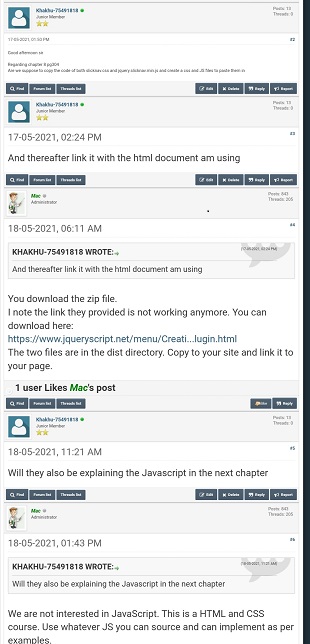 Khakhu-75491818
Junior Member
Posts: 13
Threads: 0
17-05-2021, 01:53 PM
#2
Good afternoon sir
Regarding chapter 8 pg304
Are we suppose to copy the code of both slicknav css and jquery.slicknav min.js and create a css and JS files to paste them in
Find Forum list Threads list Edit Delete Reply Report
Khakhu-75491818
Junior Member
Posts: 13
Threads: 0
17-05-2021, 02:24 PM
#3
And thereafter link it with the html document am using
Find Forum list Threads list Edit Delete Reply Report
Mac
Administrator
Posts: 843
Threads: 205
18-05-2021, 06:11 AM
#4
KHAKHU-75491818 WROTE:
(17-05-2021, 02:24 PM)
And thereafter link it with the html document am using
You download the zip file.
I note the link they provided is not working anymore. You can
download here:
https://www.jqueryscript.net/menu/Creati...lugin.html
The two files are in the dist directory. Copy to your site and link it to
your page.
1 user Likes Mac's post
Find Forum list Threads list Like Reply
Khakhu-75491818
Junior Member
Posts: 13
Threads: 0
18-05-2021, 11:21 AM
#5
Will they also be explaining the Javascript in the next chapter
Find Forum list Threads list Edit Delete Reply Report
Mac
Administrator
Posts: 843
Threads: 205
18-05-2021, 01:43 PM
#6
KHAKHU-75491818 WROTE:
(18-05-2021, 11:21 AM)
Will they also be explaining the Javascript in the next chapter
We are not interested in JavaScript. This is a HTML and CSS
course. Use whatever JS you can source and can implement as per
examples.